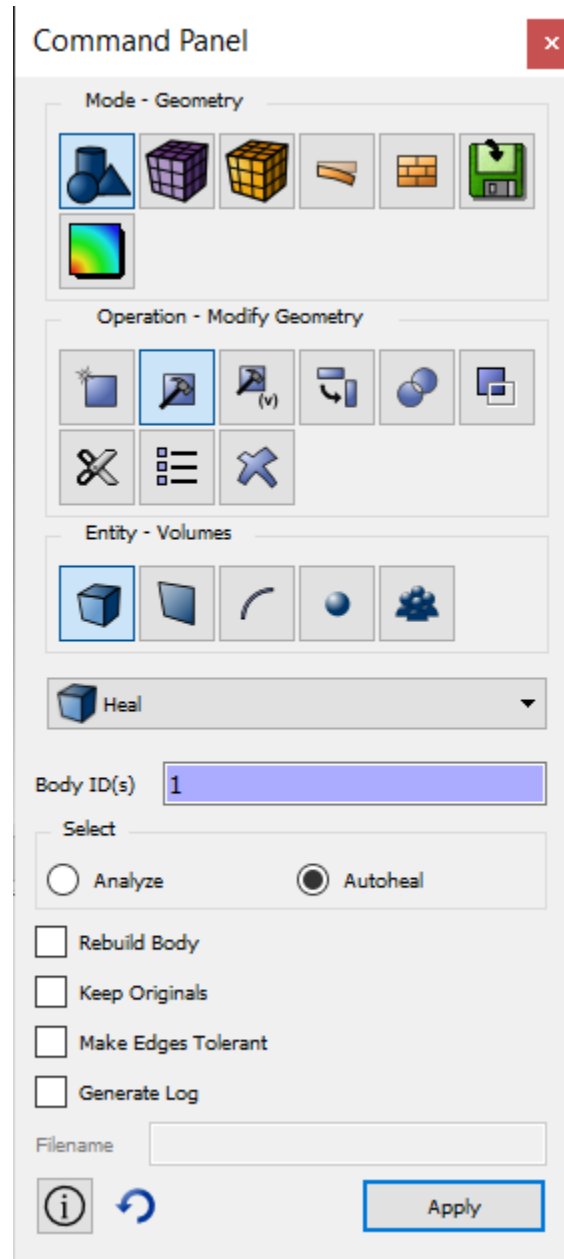 Command Panel
Mode - Geometry
Operation - Modify Geometry
(v)
Entity - Volumes
Heal
Body ID(s) 1
Select
Analyze Autoheal
Rebuild Body
Keep Originals
Make Edges Tolerant
Generate Log
Filename
Apply